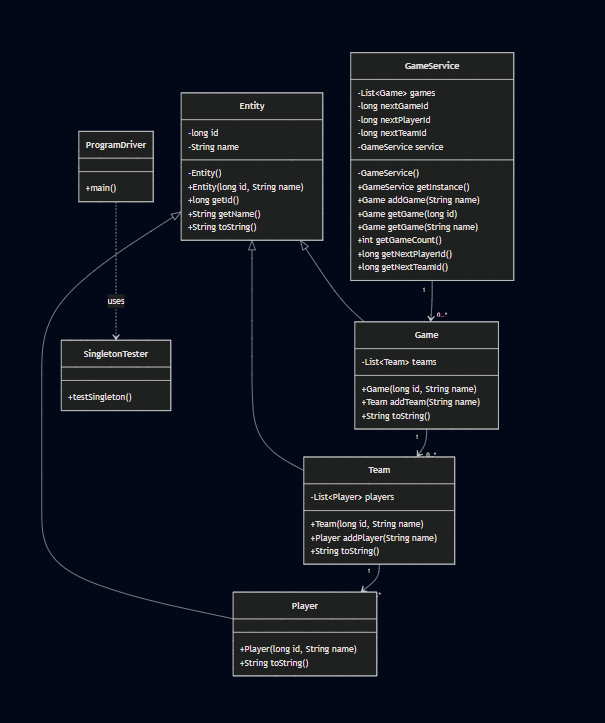 GameService
-List<Game> games
-long nextGameId
-long nextPlayerId
-long nextTeamId
-GameService service
-GameService()
+GameService getInstance()
+Game addGame(String name)
+Game getGame(long id)
+Game getGame(String name)
+int getGameCount()
+long getNextPlayerId()
+long getNextTeamId()
Entity
-long id
-String name
-Entity()
+Entity(long id, String name)
+long getId()
+String getName()
+String toString()
ProgramDriver
+main()
uses
1
0..*
SingletonTester
+testSingleton()
Game
-List<Team> teams
+Game(long id, String name)
+Team addTeam(String name)
+String toString()
1
0..*
Team
-List<Player> players
+Team(long id, String name)
+Player addPlayer(String name)
+String toString()
1
Player
+Player(long id, String name)
+String toString()